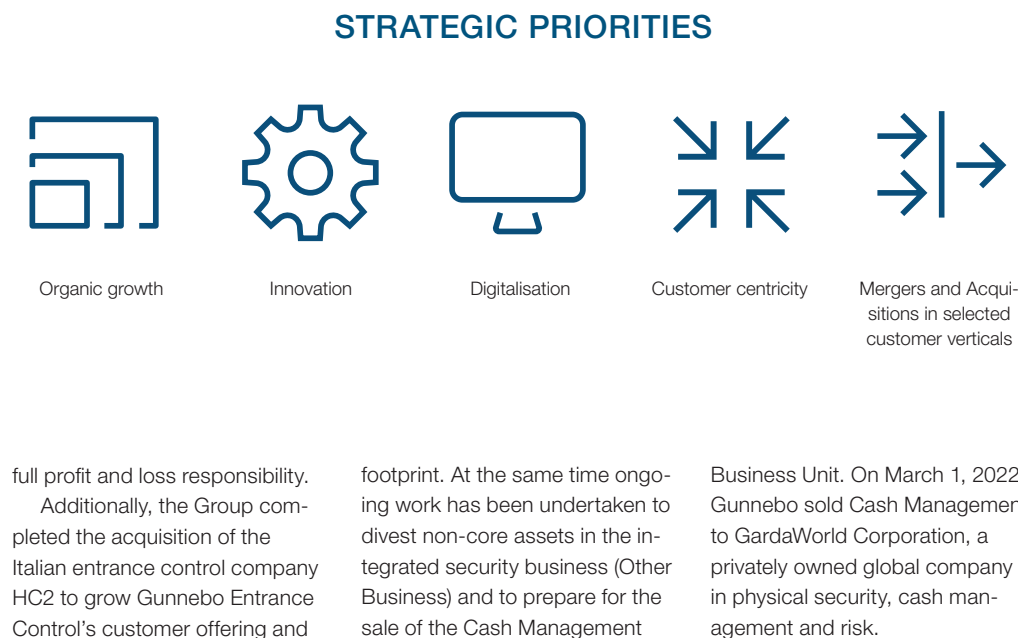 STRATEGIC PRIORITIES
Organic growth
Innovation
Digitalisation
Customer centricity
Mergers and Acqui-
sitions in selected
customer verticals
full profit and loss responsibility.
Additionally, the Group com-
pleted the acquisition of the
Italian entrance control company
HC2 to grow Gunnebo Entrance
Control's customer offering and
footprint. At the same time ongo-
ing work has been undertaken to
divest non-core assets in the in-
tegrated security business (Other
Business) and to prepare for the
sale of the Cash Management
Business Unit. On March 1, 2022
Gunnebo sold Cash Management
to GardaWorld Corporation, a
privately owned global company
in physical security, cash man-
agement and risk.